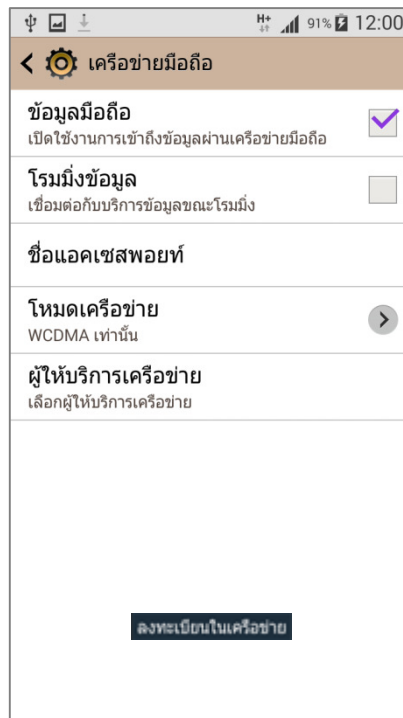 H+ 91% 12:00
เครือข่ายมือถือ
ข้อมูลมือถือ
เปิดใช้งานการเข้าถึงข้อมูลผ่านเครือข่ายมือถือ
โรมมิ่งข้อมูล
เชื่อมต่อกับบริการข้อมูลขณะโรมมิ่ง
ชื่อแอคเซสพอยท์
โหมดเครือข่าย
WCDMA เท่านั้น
ผู้ให้บริการเครือข่าย
เลือกผู้ให้บริการเครือข่าย
ลงทะเบียนในเครือข่าย